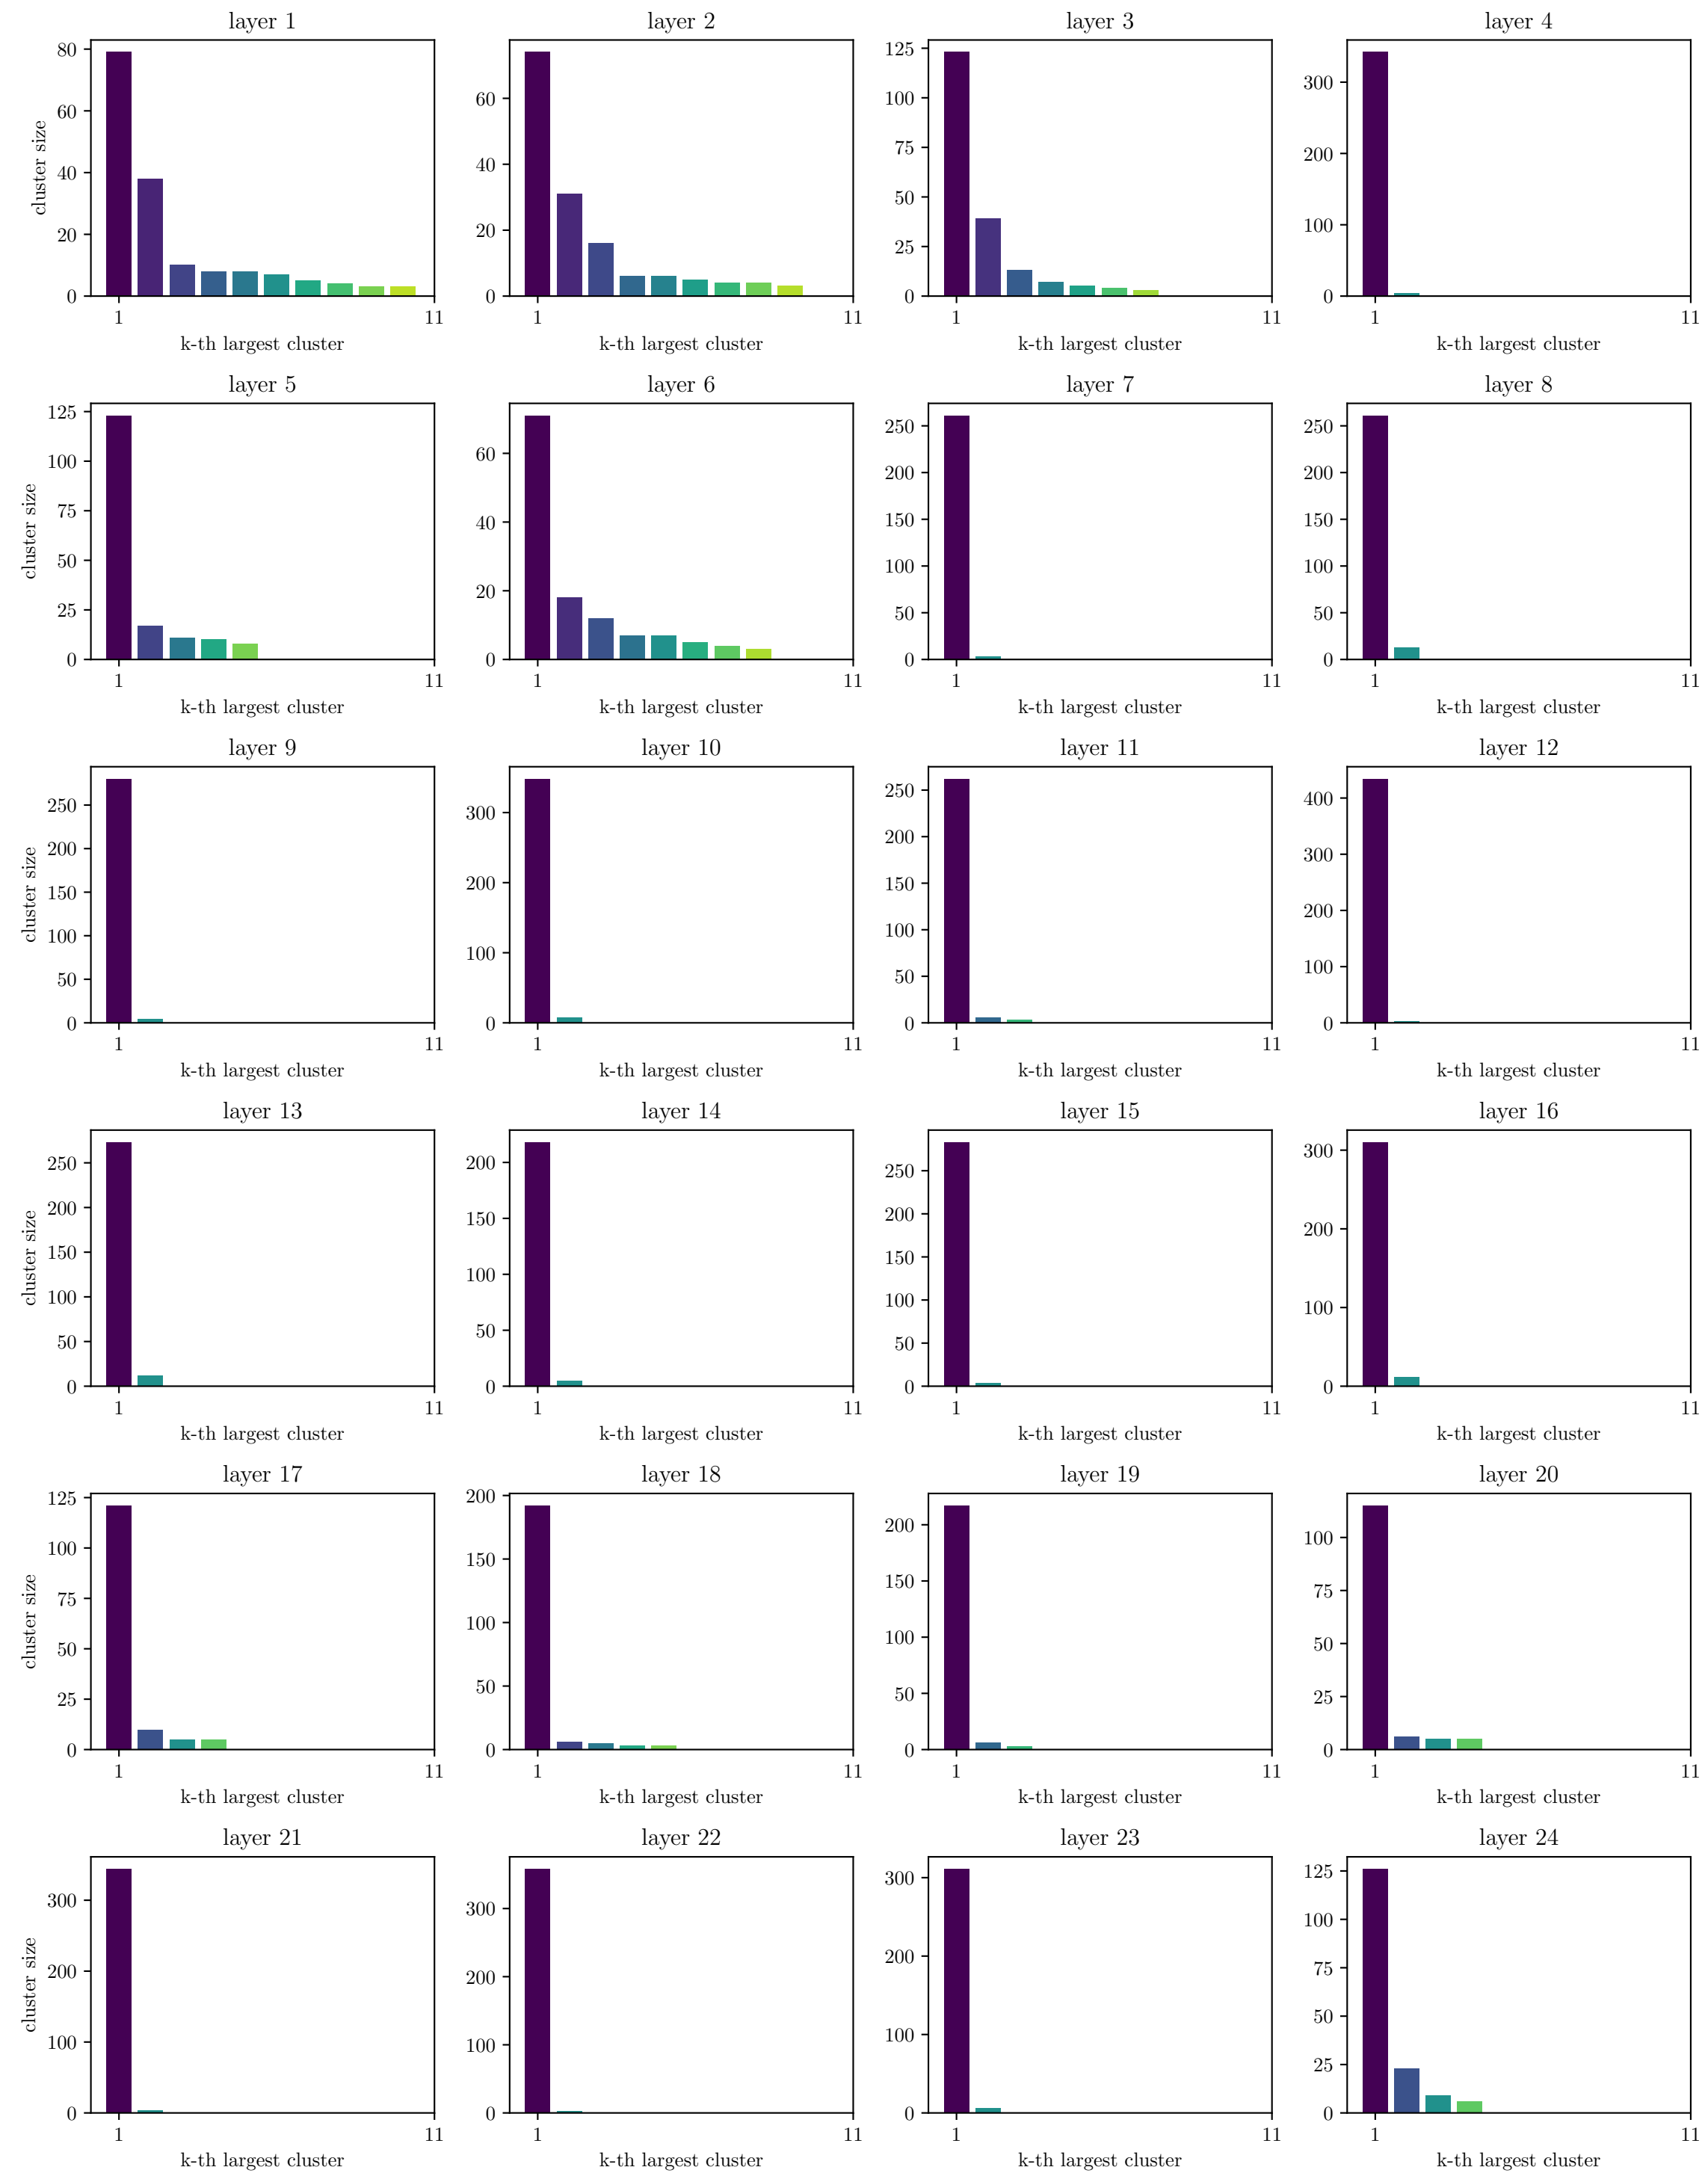 layer 1
80
60
40
20
0
cluster size
1 11
k-th largest cluster
layer 2
60
40
20
0
1 11
k-th largest cluster
layer 3
125
100
75
50
25
0
1 11
k-th largest cluster
layer 4
300
200
100
0
1 11
k-th largest cluster
layer 5
125
100
75
50
25
0
cluster size
1 11
k-th largest cluster
layer 6
60
40
20
0
1 11
k-th largest cluster
layer 7
250
200
150
100
50
0
1 11
k-th largest cluster
layer 8
250
200
150
100
50
0
1 11
k-th largest cluster
layer 9
250
200
150
100
50
0
cluster size
1 11
k-th largest cluster
layer 10
300
200
100
0
1 11
k-th largest cluster
layer 11
250
200
150
100
50
0
1 11
k-th largest cluster
layer 12
400
300
200
100
0
1 11
k-th largest cluster
layer 13
250
200
150
100
50
0
cluster size
1 11
k-th largest cluster
layer 14
200
150
100
50
0
1 11
k-th largest cluster
layer 15
250
200
150
100
50
0
1 11
k-th largest cluster
layer 16
300
200
100
0
1 11
k-th largest cluster
layer 17
125
100
75
50
25
0
cluster size
1 11
k-th largest cluster
layer 18
200
150
100
50
0
1 11
k-th largest cluster
layer 19
200
150
100
50
0
1 11
k-th largest cluster
layer 20
100
75
50
25
0
1 11
k-th largest cluster
layer 21
300
200
100
0
cluster size
1 11
k-th largest cluster
layer 22
300
200
100
0
1 11
k-th largest cluster
layer 23
300
200
100
0
1 11
k-th largest cluster
layer 24
125
100
75
50
25
0
1 11
k-th largest cluster